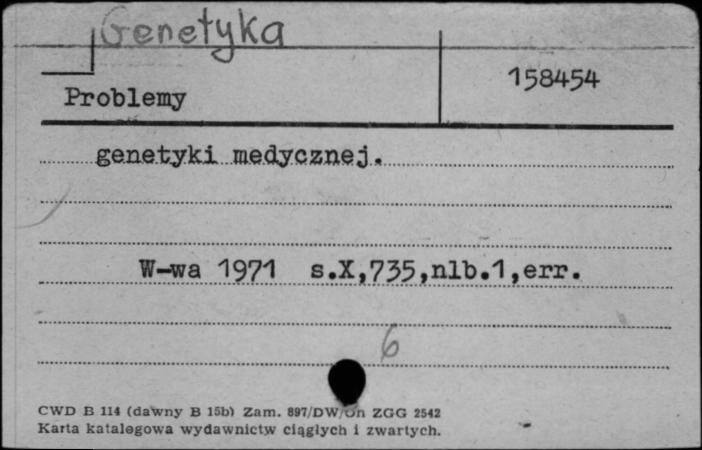 Genetyka
158454
Problemy
genetyki medycznej.
W-wa 1971 s.X,735,nlb.1,err.
6
CWD B 114 (dawny B 15b) Zam. 897/DW/Dn ZGG 2542
Karta katalogowa wydawnictw ciągłych i zwartych.